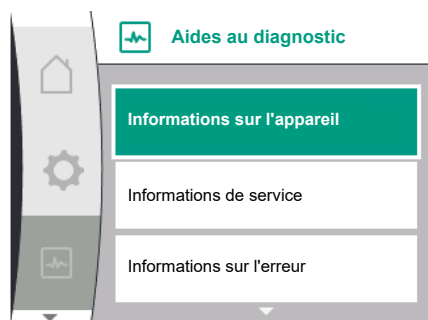 Aides au diagnostic
Informations sur l'appareil
Informations de service
Informations sur l'erreur